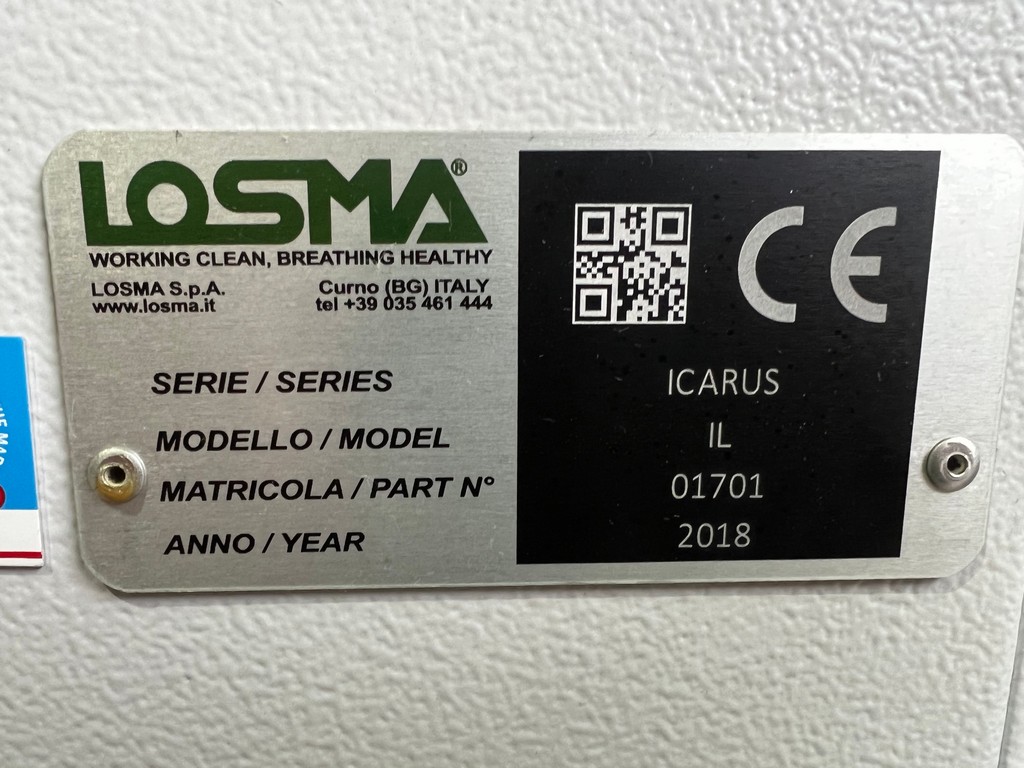 LOSMA®
WORKING CLEAN, BREATHING HEALTHY
LOSMA S.p.A. Curno (BG) ITALY
www.losma.it tel +39 035 461 444
CE
SERIE / SERIES ICARUS
MODELLO / MODEL IL
MATRICOLA / PART N° 01701
ANNO / YEAR 2018